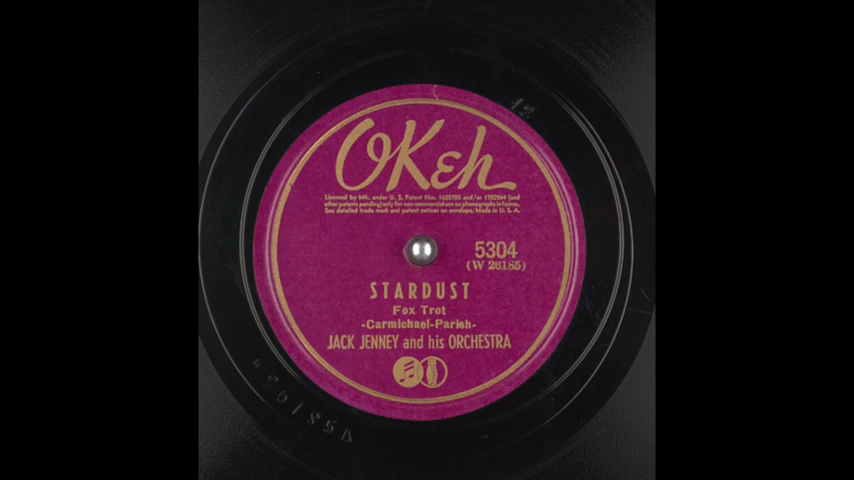 12
OKeh
Licensed by mfr. under U. S. Patent Nos. 1625705 and/or 1702564 (and
other patents pending) only for non-commercial use on phonographs in homes.
See detailed trade mark and patent notices on envelope. Made in U. S. A.
5304
(W 26185)
STARDUST
Fox Trot
-Carmichael-Parish-
JACK JENNEY and his ORCHESTRA
26185A